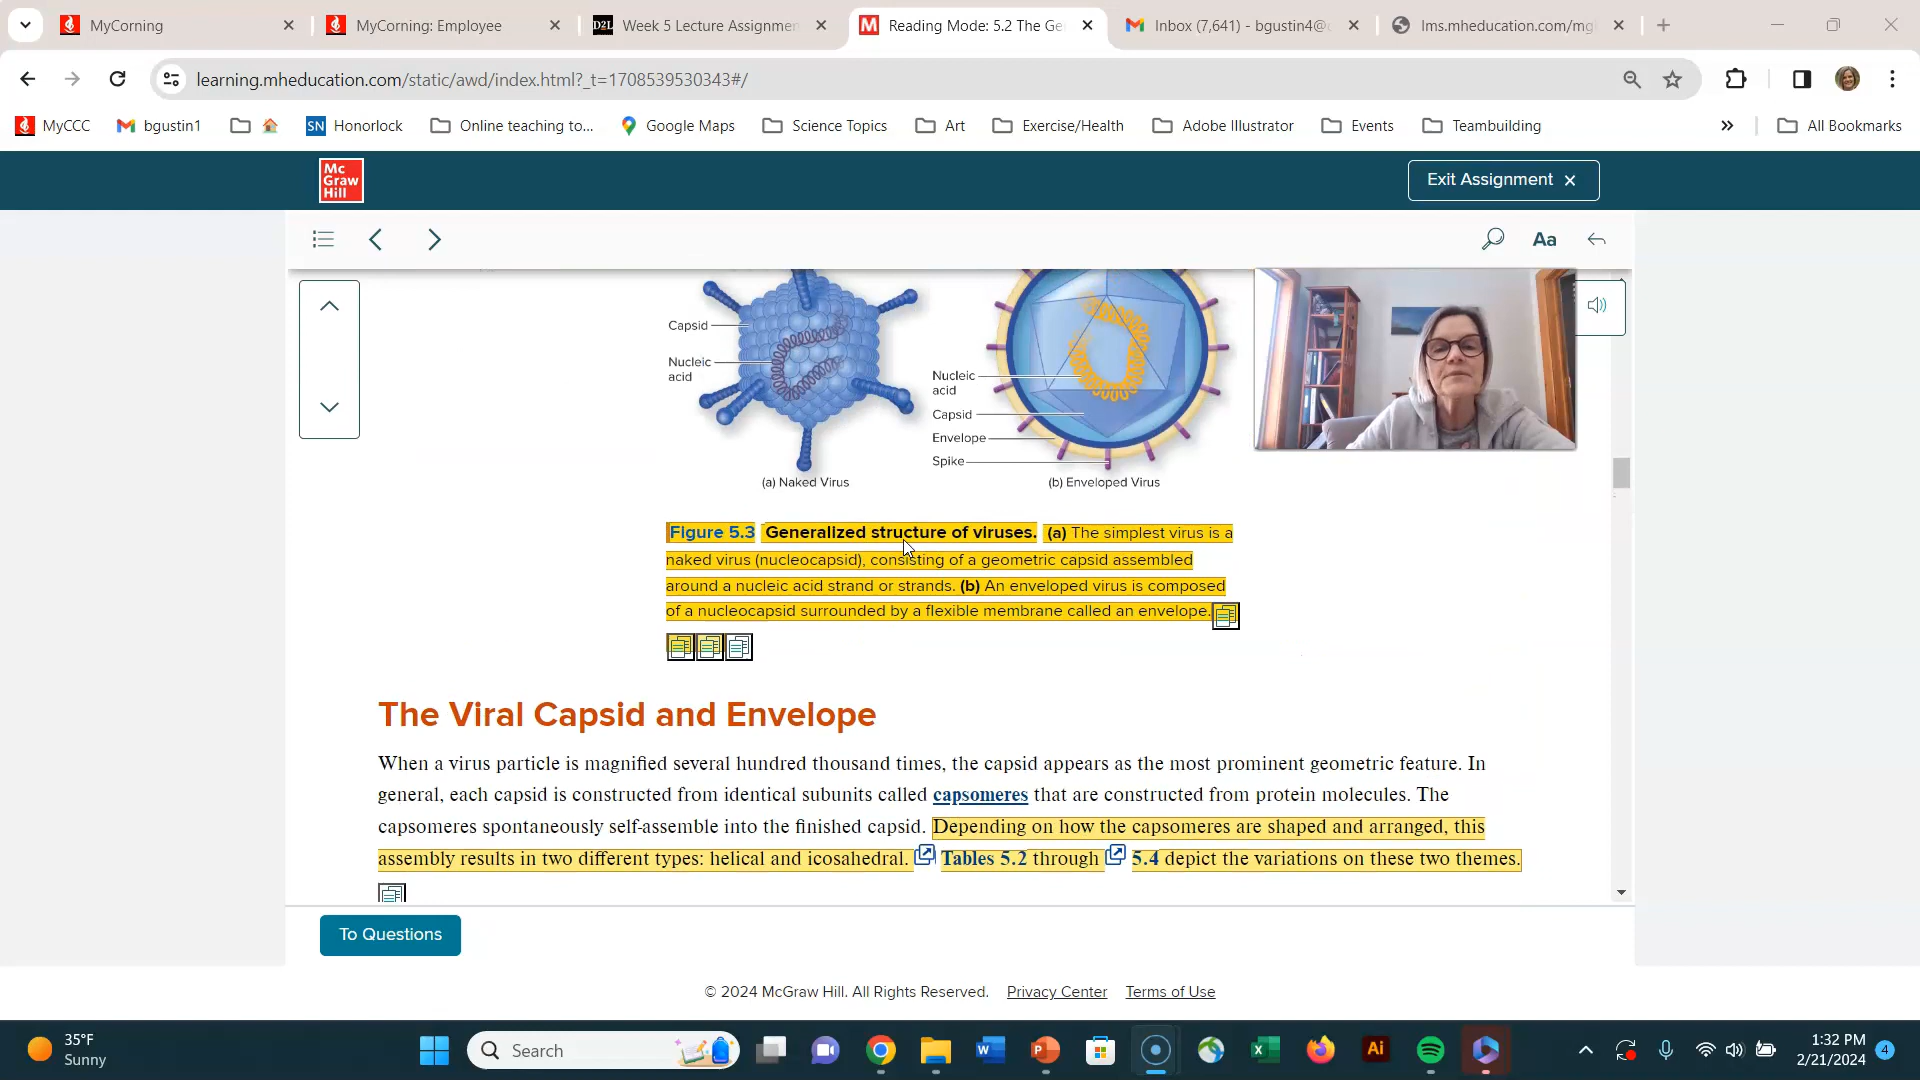 MyCorning
MyCorning: Employee
D2L Week 5 Lecture Assignmen
M Reading Mode: 5.2 The Ge
Inbox (7,641) - bgustin4@
lms.mheducation.com/mg
learning.mheducation.com/static/awd/index.html?_t=1708539530343#/
MyCCC
bgustin1
SN Honorlock
Online teaching to...
Google Maps
Science Topics
Art
Exercise/Health
Adobe Illustrator
Events
Teambuilding
»
All Bookmarks
Mc
Graw
Hill
Exit Assignment
Aa
Capsid
Nucleic
acid
(a) Naked Virus
Nucleic
acid
Capsid
Envelope
Spike
(b) Enveloped Virus
Figure 5.3 Generalized structure of viruses. (a) The simplest virus is a
naked virus (nucleocapsid), consisting of a geometric capsid assembled
around a nucleic acid strand or strands. (b) An enveloped virus is composed
of a nucleocapsid surrounded by a flexible membrane called an envelope.
The Viral Capsid and Envelope
When a virus particle is magnified several hundred thousand times, the capsid appears as the most prominent geometric feature. In
general, each capsid is constructed from identical subunits called capsomeres that are constructed from protein molecules. The
capsomeres spontaneously self-assemble into the finished capsid. Depending on how the capsomeres are shaped and arranged, this
assembly results in two different types: helical and icosahedral. Tables 5.2 through 5.4 depict the variations on these two themes.
To Questions
© 2024 McGraw Hill. All Rights Reserved. Privacy Center Terms of Use
35°F
Sunny
Search
Ai
1:32 PM
2/21/2024
4